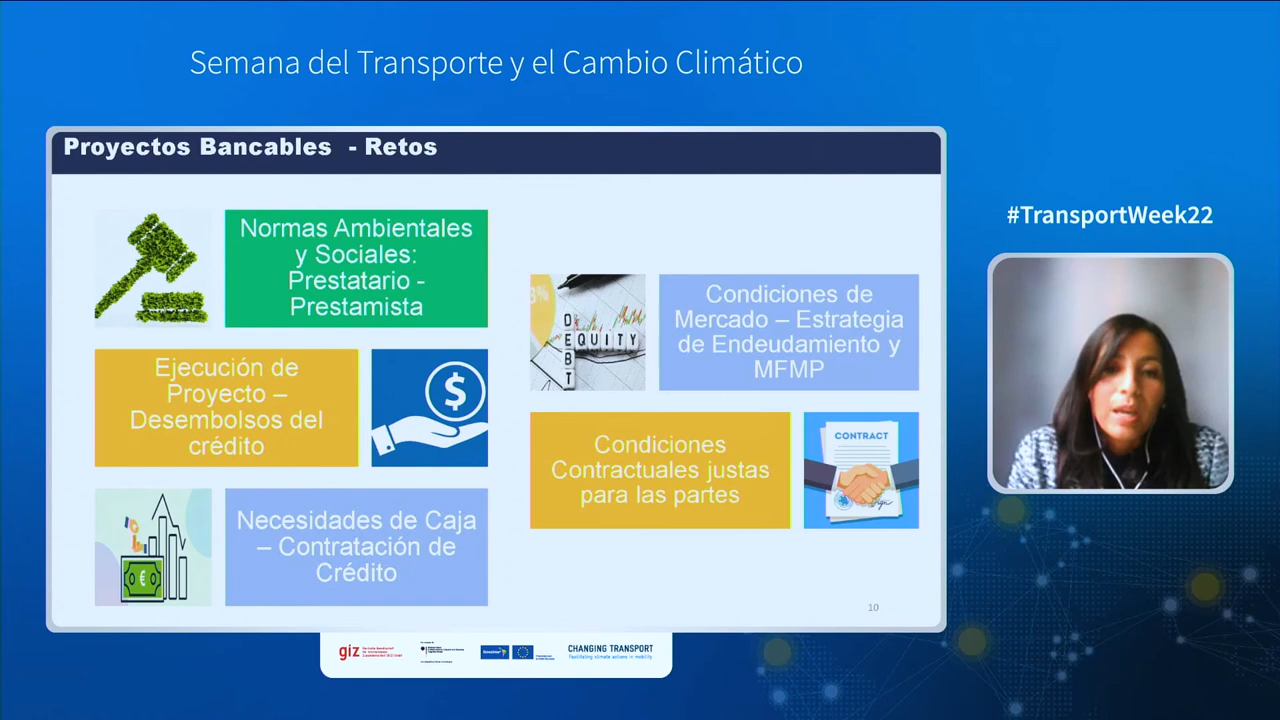 Semana del Transporte y el Cambio Climático
Proyectos Bancables - Retos
Normas Ambientales
y Sociales:
Prestatario -
Prestamista
Ejecución de
Proyecto –
Desembolsos del
crédito
$
Necesidades de Caja
– Contratación de
Crédito
€
3%
DEBT
EQUITY
Condiciones de
Mercado – Estrategia
de Endeudamiento y
MFMP
Condiciones
Contractuales justas
para las partes
CONTRACT
10
#TransportWeek22
giz
CHANGING TRANSPORT
Facilitating climate actions in mobility